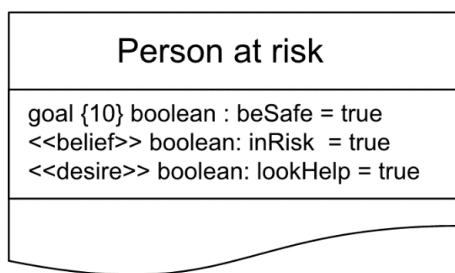 Person at risk
goal {10} boolean : beSafe = true
<<belief>> boolean: inRisk = true
<<desire>> boolean: lookHelp = true